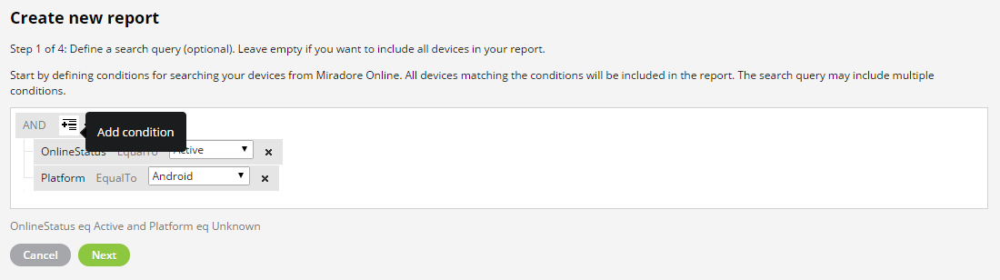 Create new report
Step 1 of 4: Define a search query (optional). Leave empty if you want to include all devices in your report.
Start by defining conditions for searching your devices from Miradore Online. All devices matching the conditions will be included in the report. The search query may include multiple
conditions.
AND
Add condition
OnlineStatus EqualTo Active
Platform EqualTo Android
OnlineStatus eq Active and Platform eq Unknown
Cancel Next